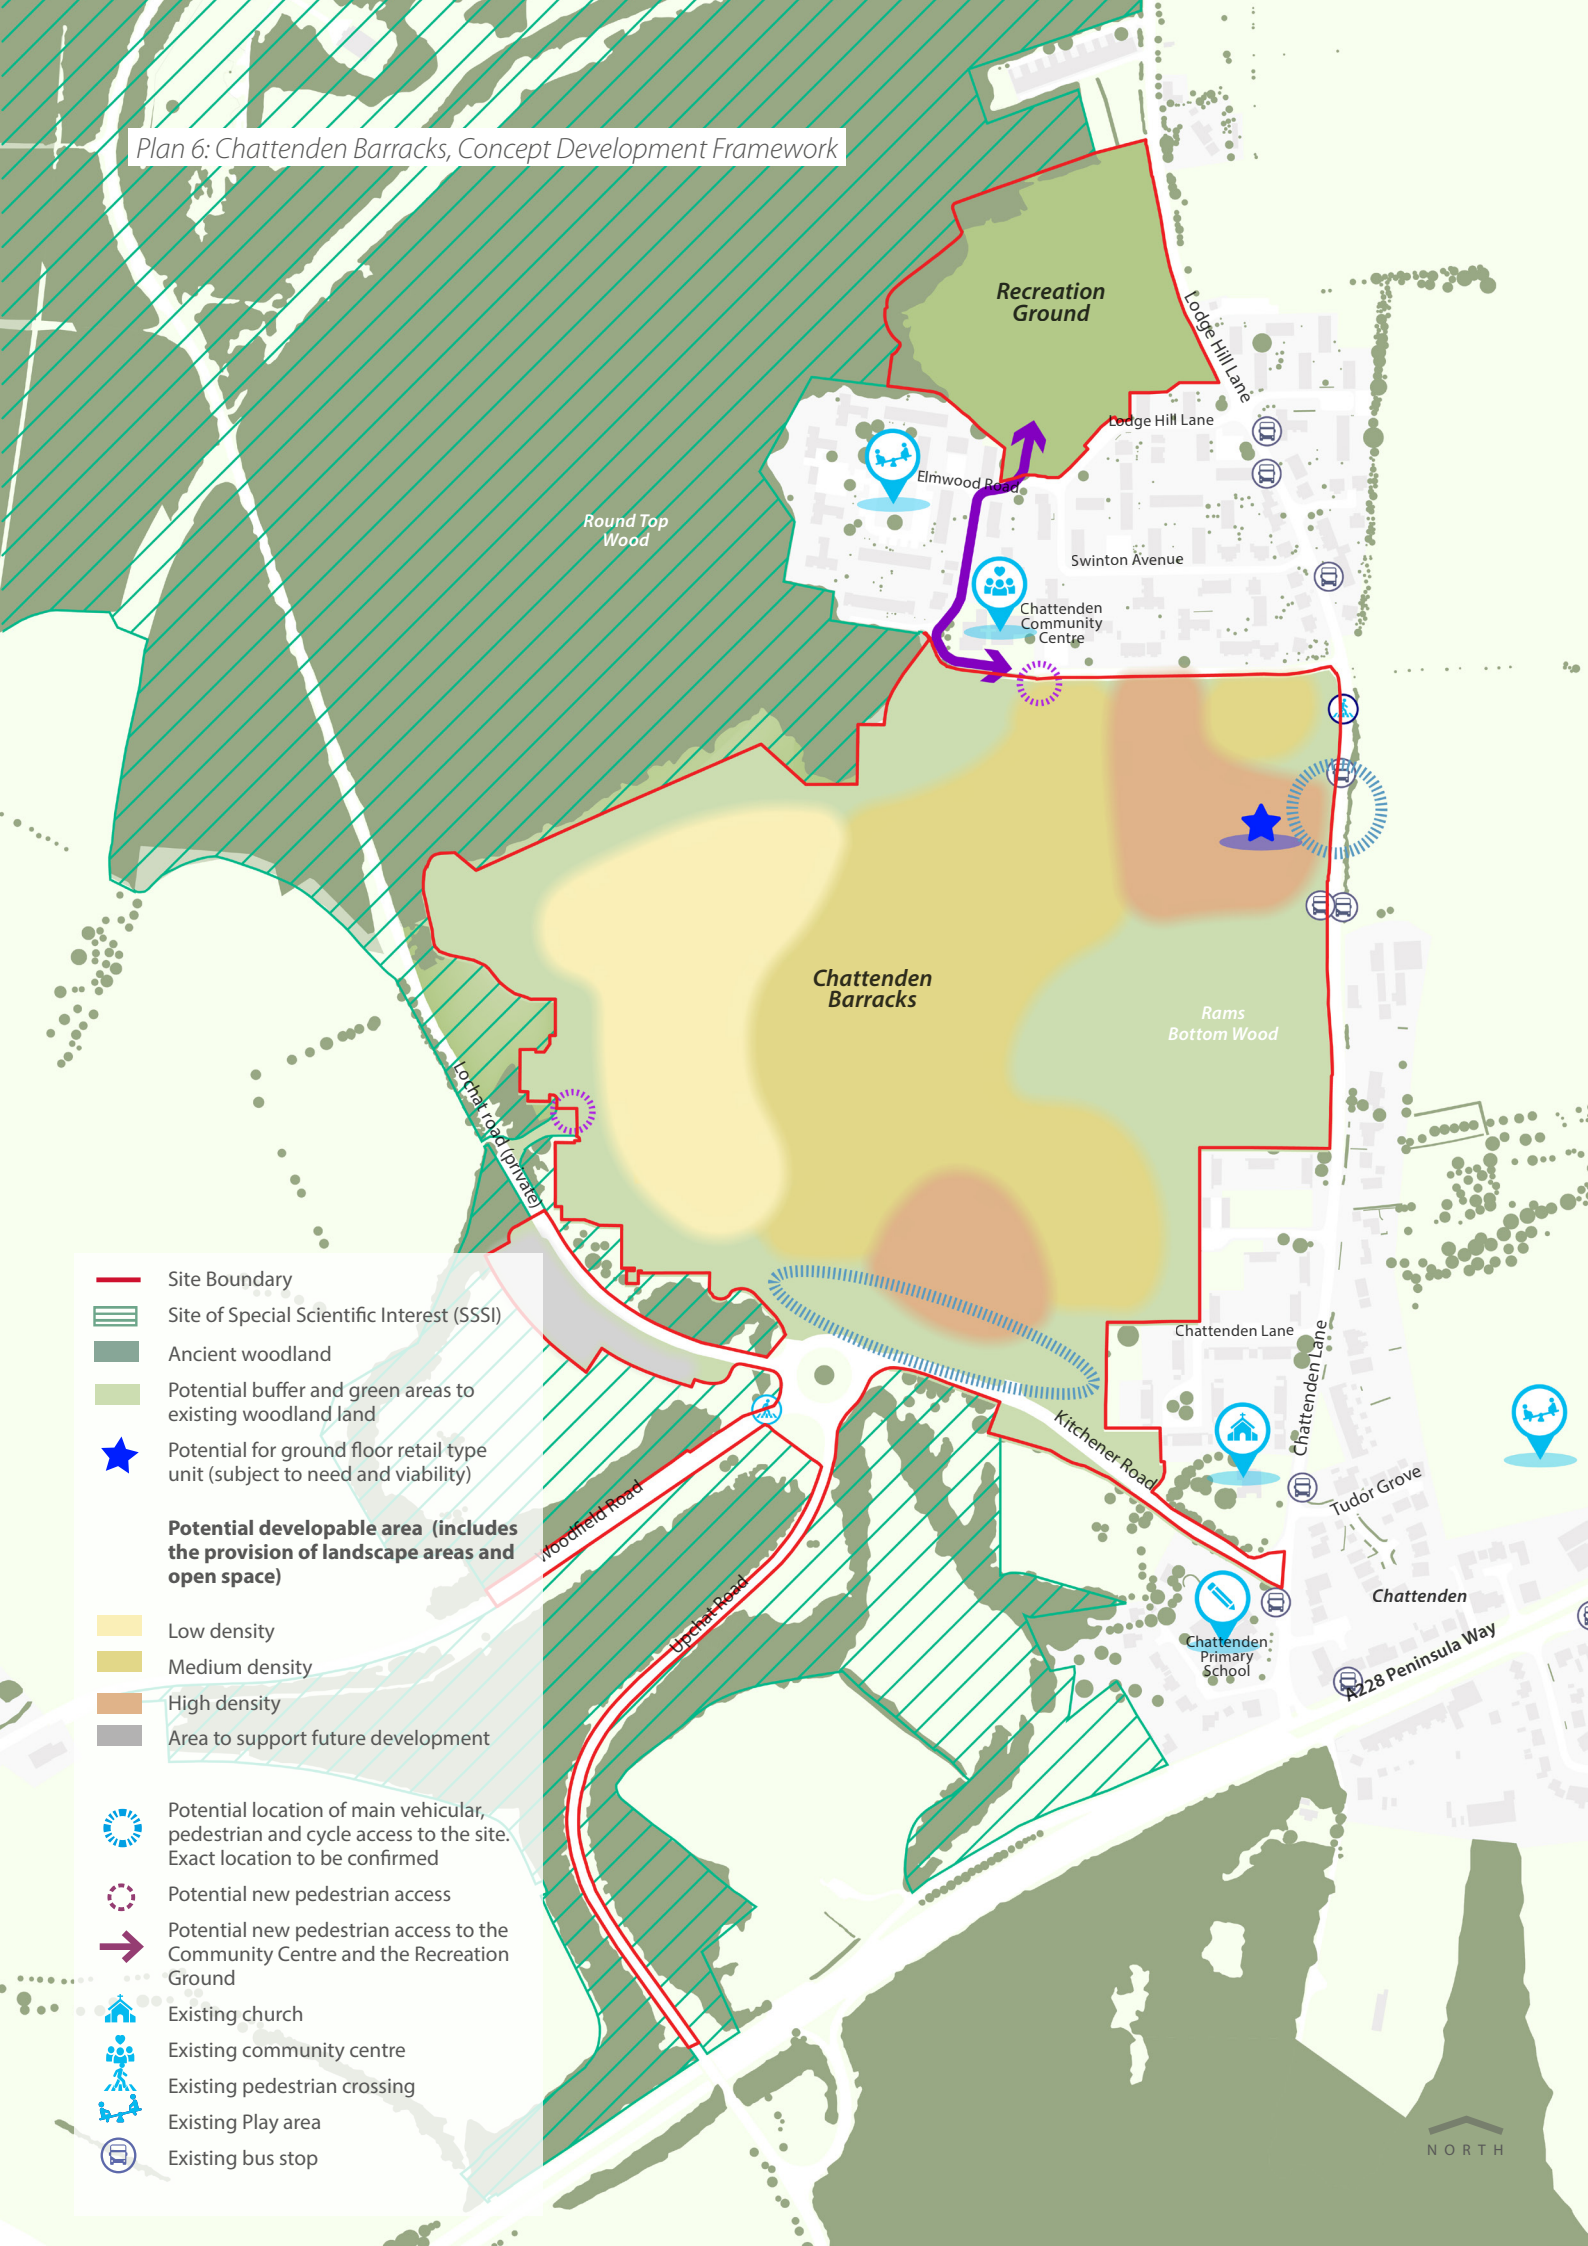 Plan 6: Chattenden Barracks, Concept Development Framework
Recreation
Ground
Lodge Hill Lane
Lodge Hill Lane
Elmwood Road
Round Top
Wood
Swinton Avenue
Chattenden
Community
Centre
Chattenden
Barracks
Rams
Bottom Wood
Lochat road (private)
Chattenden Lane
Chattenden Lane
Kitchener Road
Tudor Grove
Woodfield Road
Upchat Road
Chattenden
Chattenden
Primary
School
A228 Peninsula Way
Site Boundary
Site of Special Scientific Interest (SSSI)
Ancient woodland
Potential buffer and green areas to
existing woodland land
Potential for ground floor retail type
unit (subject to need and viability)
Potential developable area (includes
the provision of landscape areas and
open space)
Low density
Medium density
High density
Area to support future development
Potential location of main vehicular,
pedestrian and cycle access to the site.
Exact location to be confirmed
Potential new pedestrian access
Potential new pedestrian access to the
Community Centre and the Recreation
Ground
Existing church
Existing community centre
Existing pedestrian crossing
Existing Play area
Existing bus stop
NORTH